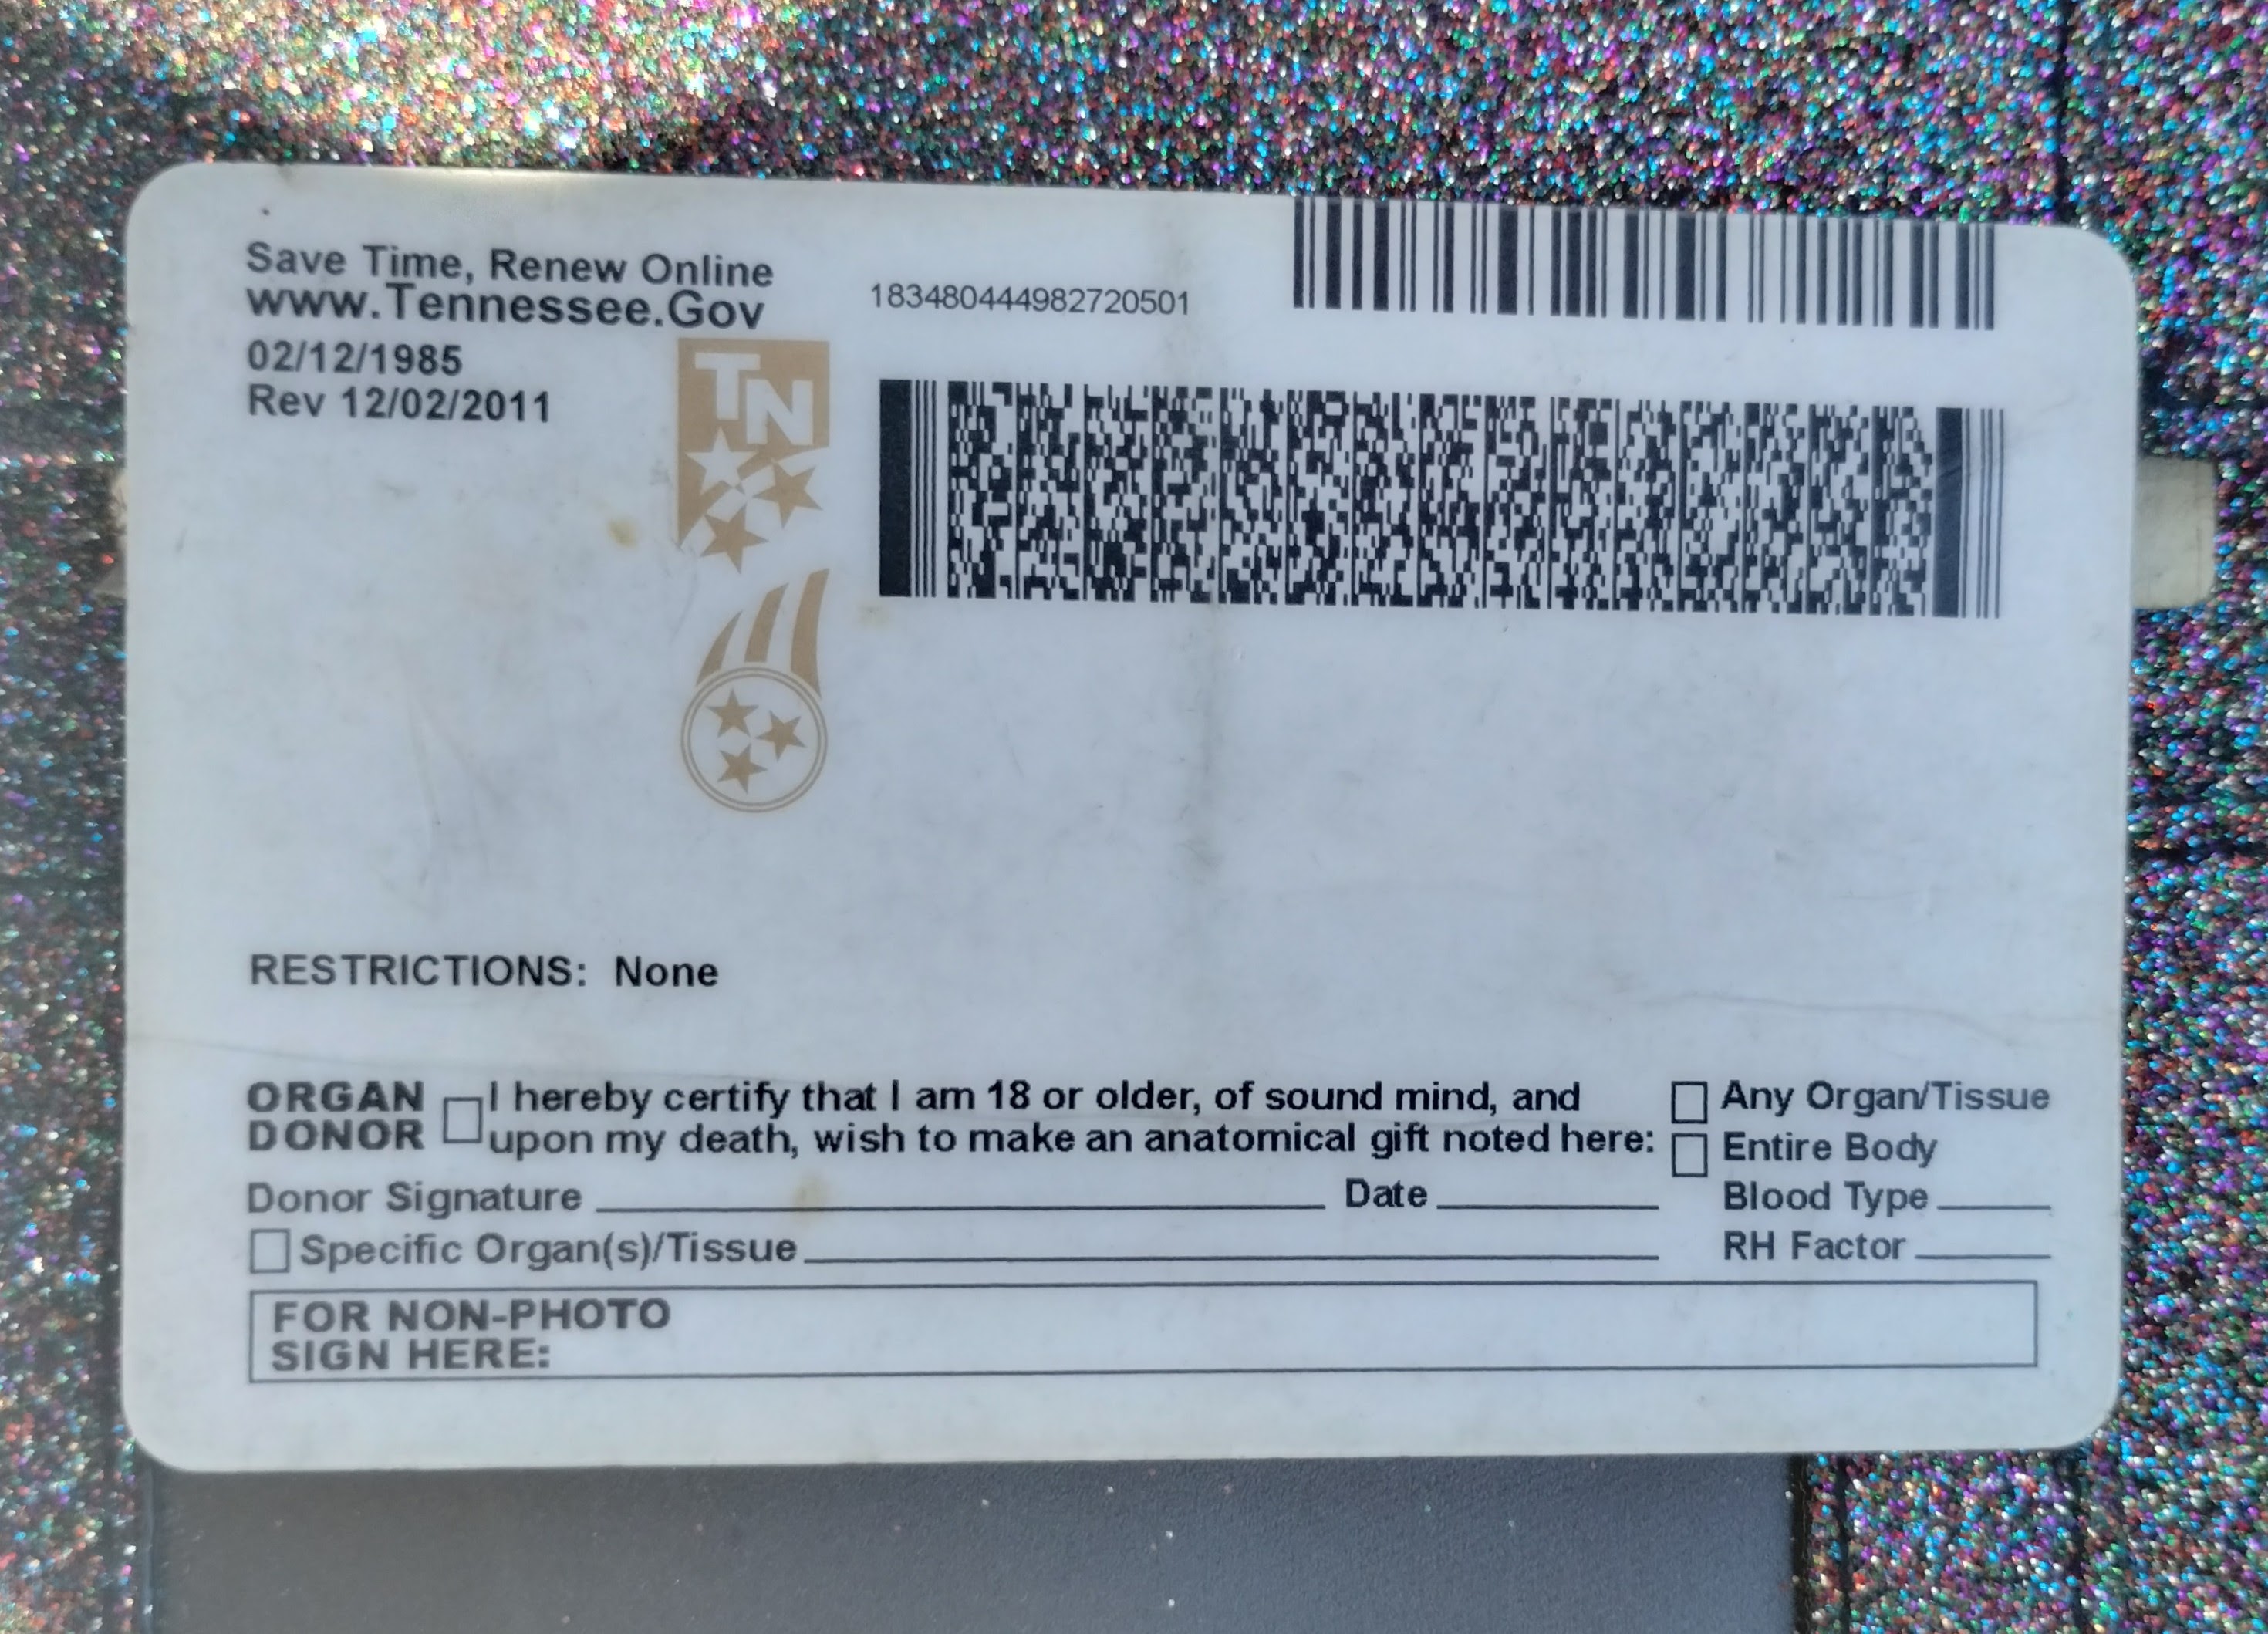 Save Time, Renew Online
www.Tennessee.Gov
183480444982720501
02/12/1985
Rev 12/02/2011
TN
RESTRICTIONS: None
ORGAN DONOR I hereby certify that I am 18 or older, of sound mind, and
upon my death, wish to make an anatomical gift noted here:
Any Organ/Tissue
Entire Body
Donor Signature Date Blood Type
Specific Organ(s)/Tissue RH Factor
FOR NON-PHOTO
SIGN HERE: